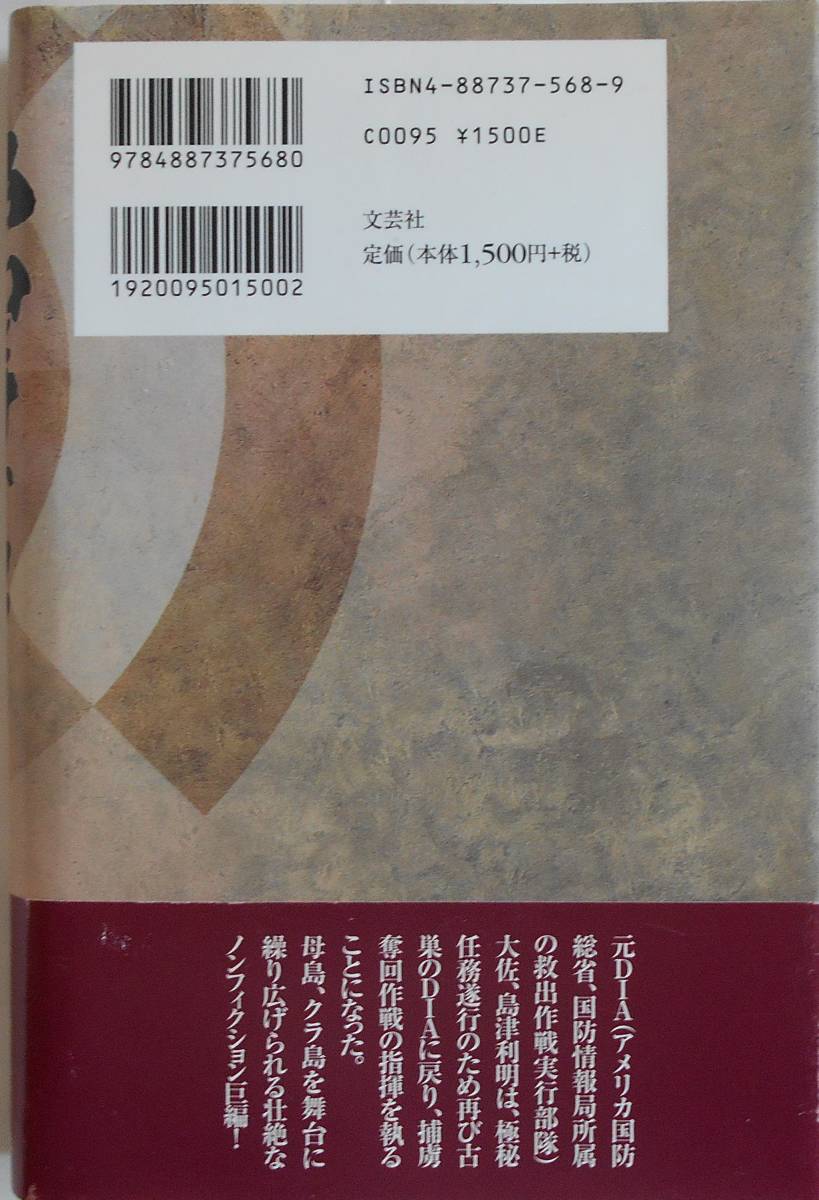 ISBN4-88737-568-9
C0095 ¥1500E
9784887375680
文芸社
定価(本体1,500円+税)
1920095015002
元DIA(アメリカ国防
総省、国防情報局所属
の救出作戦実行部隊)
大佐、島津利明は、極秘
任務遂行のため再び古
巣のDIAに戻り、捕虜
奪回作戦の指揮を執る
ことになった。
母島、クラ島を舞台に
繰り広げられる壮絶な
ノンフィクション巨編!